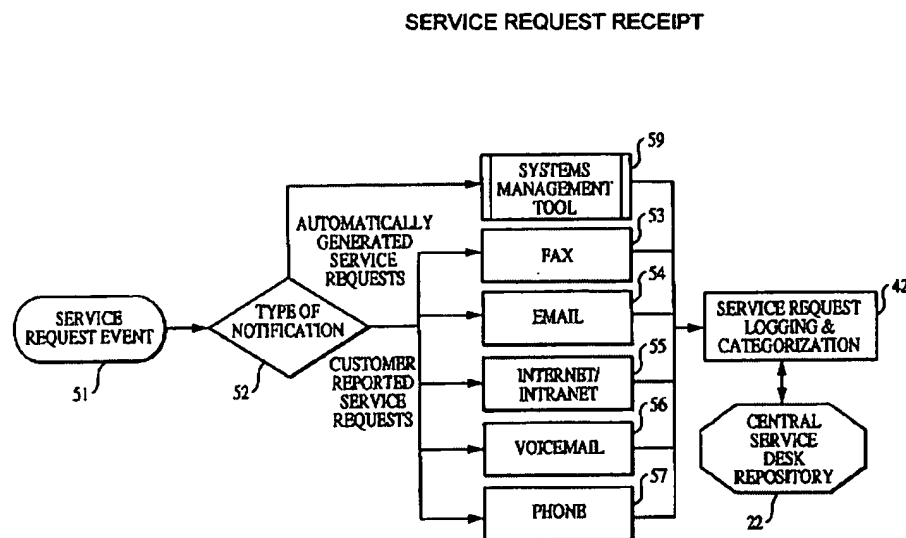 SERVICE REQUEST RECEIPT
SERVICE
REQUEST EVENT
51
TYPE OF
NOTIFICATION
52
AUTOMATICALLY
GENERATED
SERVICE
REQUESTS
CUSTOMER
REPORTED
SERVICE
REQUESTS
SYSTEMS
MANAGEMENT
TOOL
59
FAX
53
EMAIL
54
INTERNET/
INTRANET
55
VOICEMAIL
56
PHONE
57
SERVICE REQUEST
LOGGING &
CATEGORIZATION
42
CENTRAL
SERVICE
DESK
REPOSITORY
22